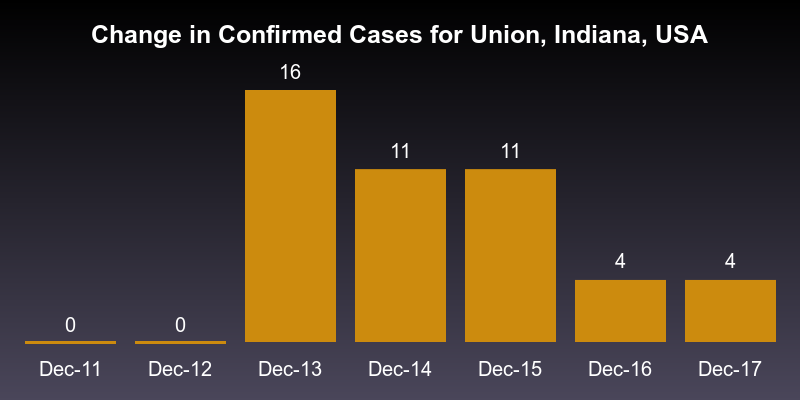 Change in Confirmed Cases for Union, Indiana, USA
16
11 11
4 4
0 0
Dec-11 Dec-12 Dec-13 Dec-14 Dec-15 Dec-16 Dec-17